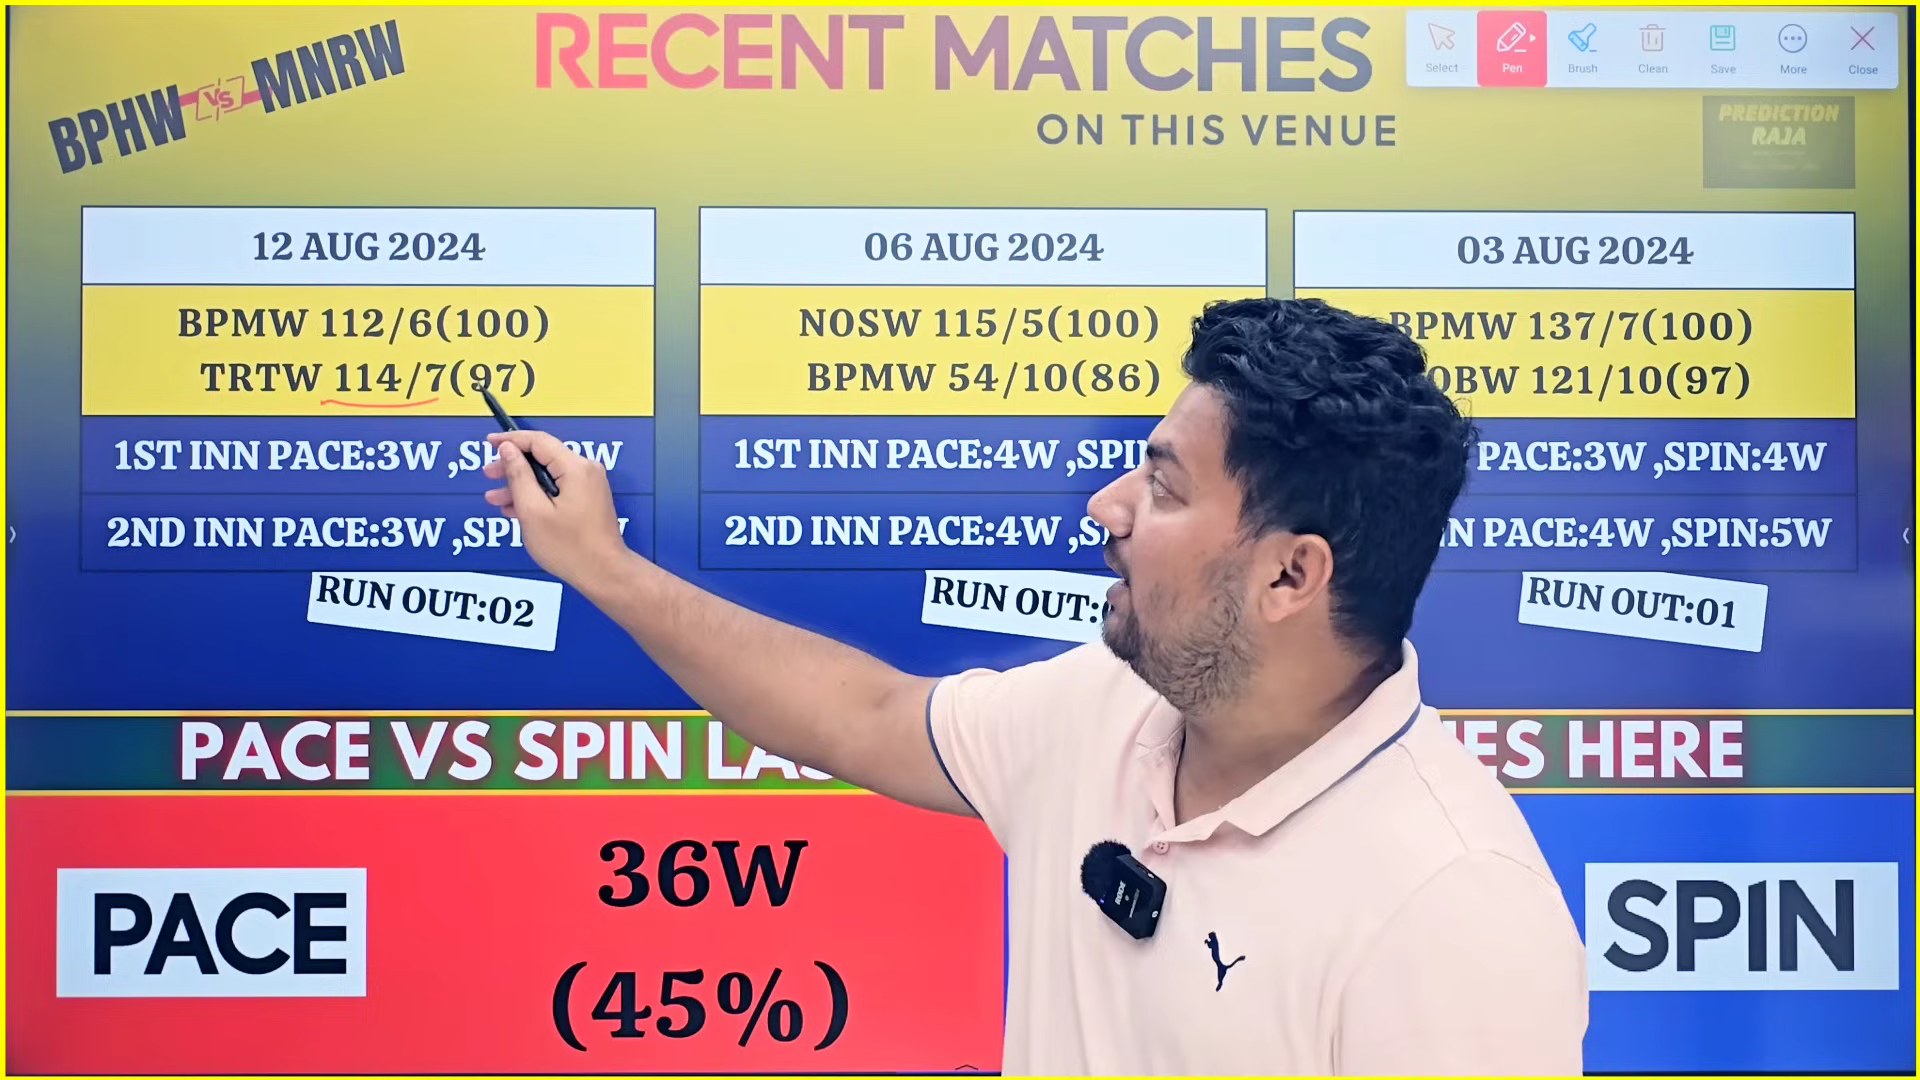 BPHW VS MNRW
RECENT MATCHES
ON THIS VENUE
Select
Pen
Brush
Clean
Save
More
Close
PREDICTION
RAJA
12 AUG 2024
BPMW 112/6(100)
TRTW 114/7(97)
1ST INN PACE:3W ,SP
2ND INN PACE:3W ,SPI
RUN OUT:02
06 AUG 2024
NOSW 115/5(100)
BPMW 54/10(86)
1ST INN PACE:4W ,SPI
2ND INN PACE:4W ,S
RUN OUT:
03 AUG 2024
BPMW 137/7(100)
OBW 121/10(97)
PACE:3W ,SPIN:4W
N PACE:4W ,SPIN:5W
RUN OUT:01
PACE VS SPIN LAS ES HERE
PACE
36W
(45%)
SPIN
RODE